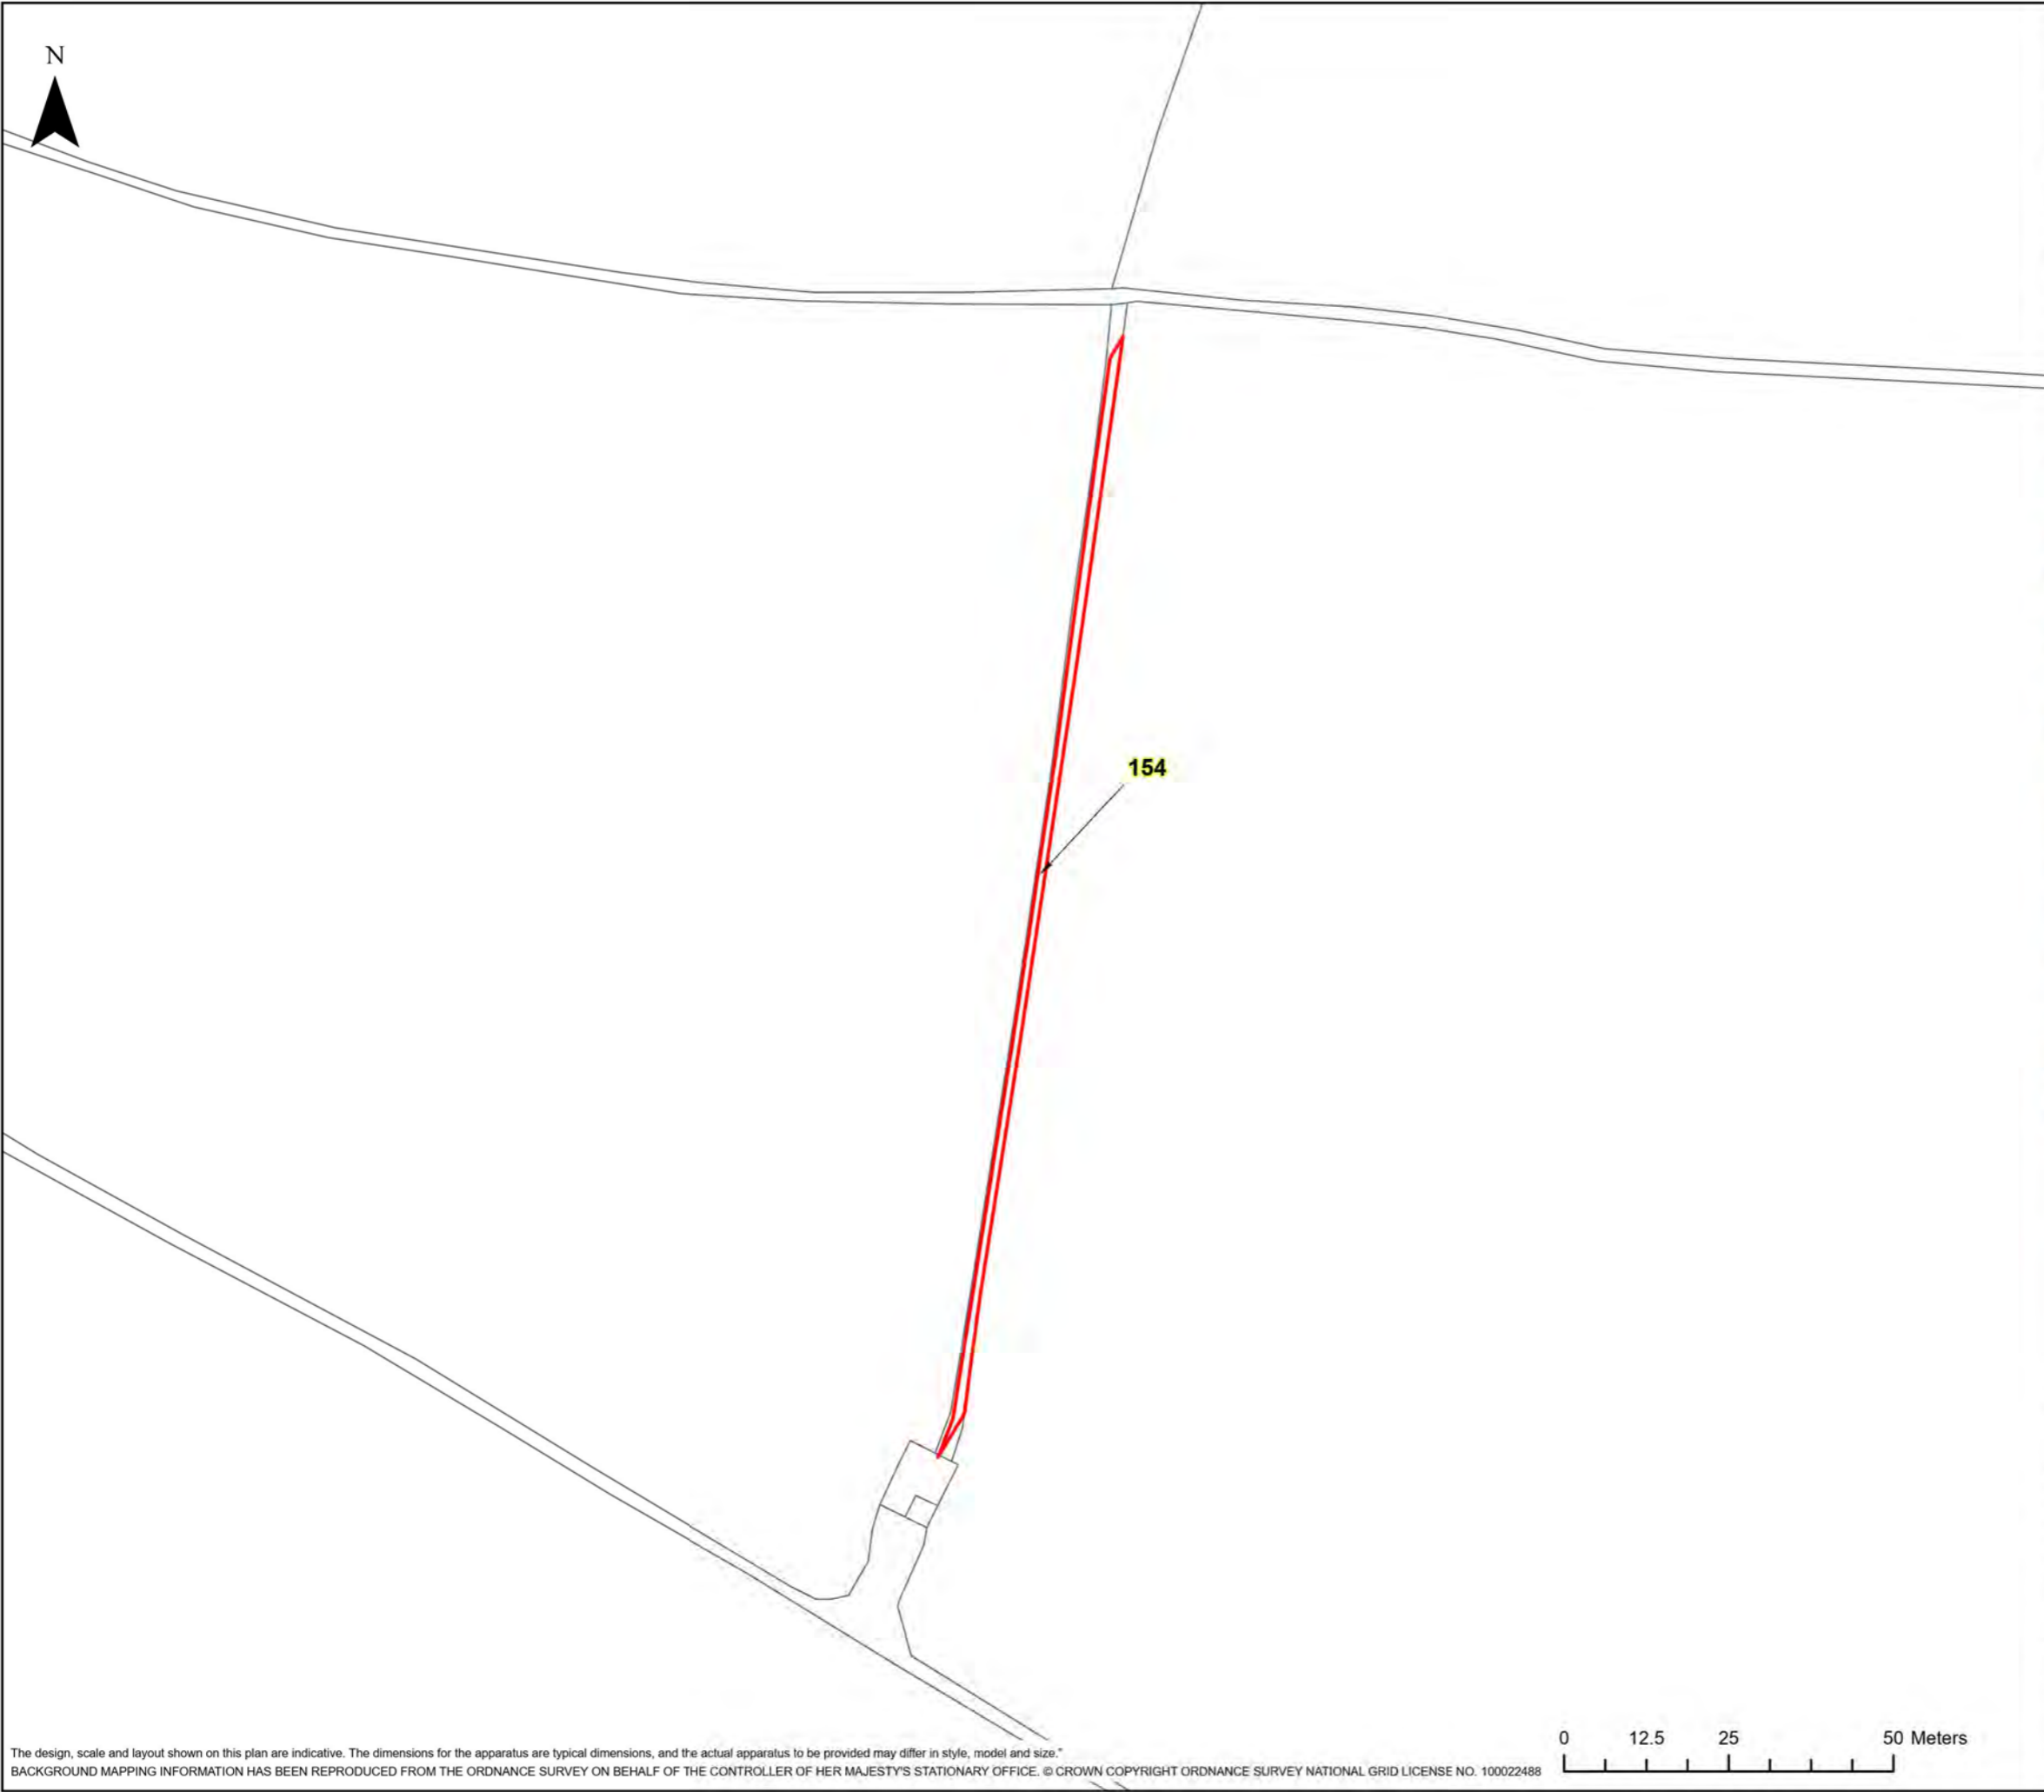 N
154
0 12.5 25 50 Meters
The design, scale and layout shown on this plan are indicative. The dimensions for the apparatus are typical dimensions, and the actual apparatus to be provided may differ in style, model and size."
BACKGROUND MAPPING INFORMATION HAS BEEN REPRODUCED FROM THE ORDNANCE SURVEY ON BEHALF OF THE CONTROLLER OF HER MAJESTY'S STATIONARY OFFICE. © CROWN COPYRIGHT ORDNANCE SURVEY NATIONAL GRID LICENSE NO. 100022488